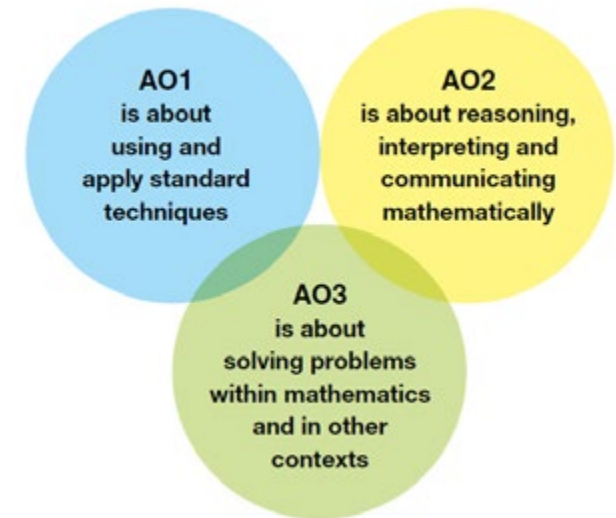 AO1
is about
using and
apply standard
techniques
AO2
is about reasoning,
interpreting and
communicating
mathematically
AO3
is about
solving problems
within mathematics
and in other
contexts